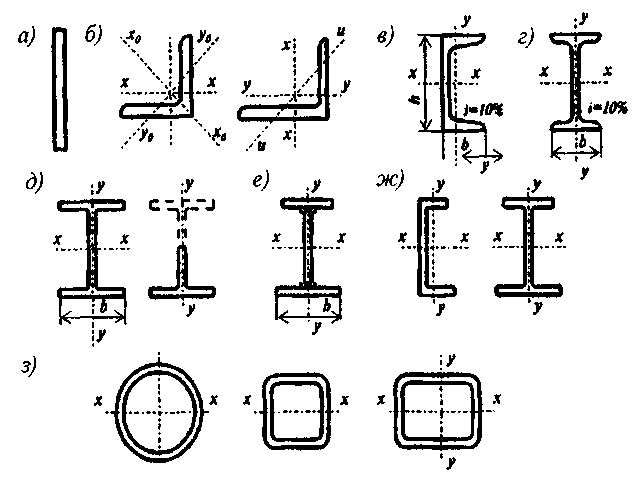 а) б) x₀ y₀ x x y₀ x₀ x и y y и x в) y x x h i=10% b y г) y x x i=10% b y
д) y x x b y y y е) y x x b y ж) y x x y y x x y
з) x x x x y x x y